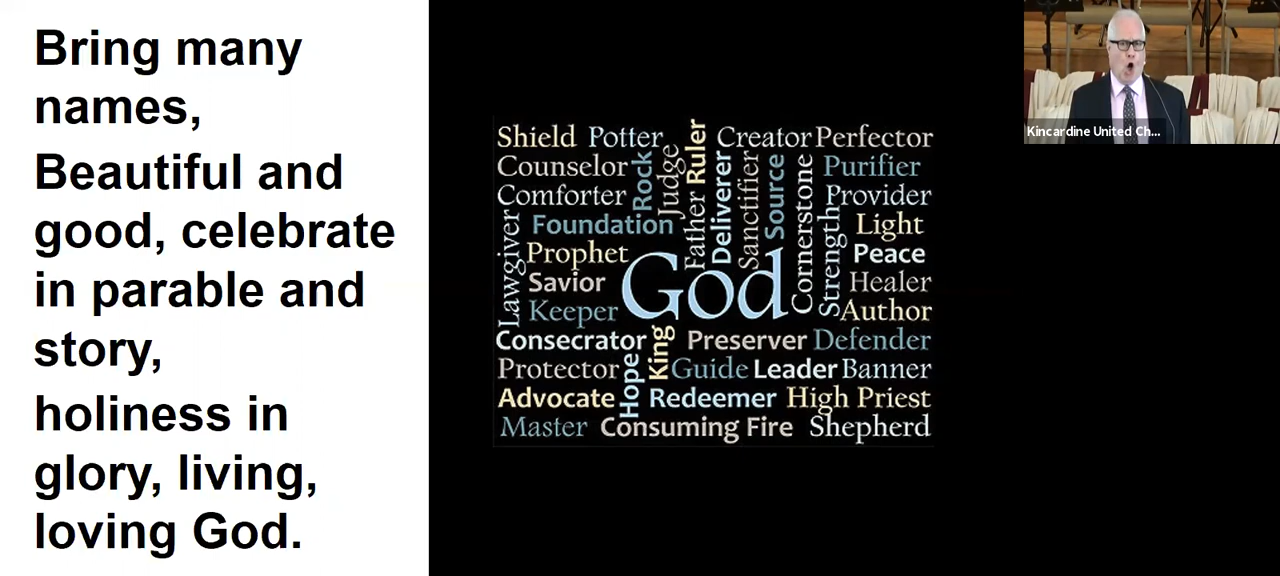 Bring many
names,
Beautiful and
good, celebrate
in parable and
story,
holiness in
glory, living,
loving God.
Shield Potter Ruler Creator Perfector
Counselor Rock Judge Deliverer Sanctifier Source Cornerstone Purifier
Comforter Father Provider
Lawgiver Foundation Strength Light
Prophet God Peace
Savior Healer
Keeper Author
Consecrator King Preserver Defender
Protector Hope Guide Leader Banner
Advocate Redeemer High Priest
Master Consuming Fire Shepherd
Kincardine United Ch...